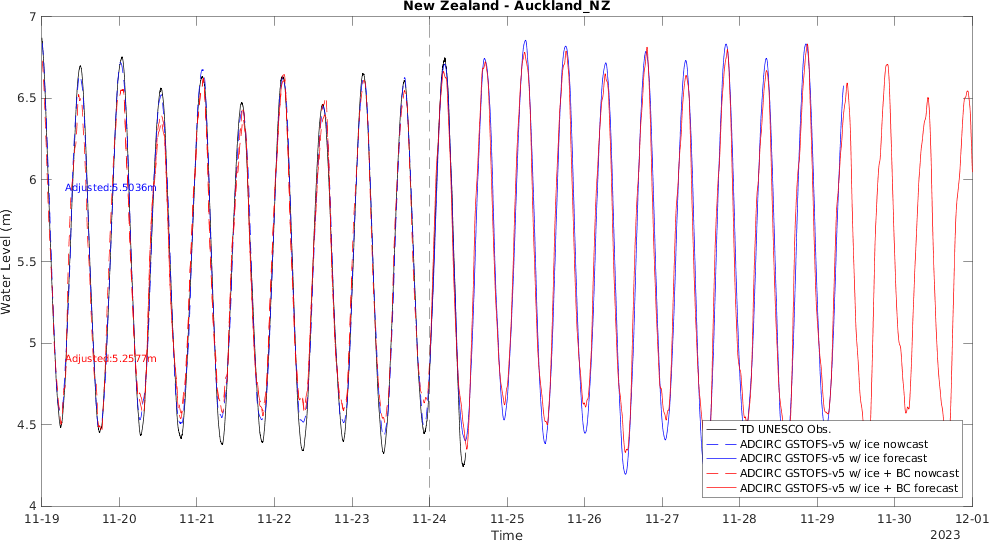 New Zealand - Auckland_NZ
7
6.5
6
5.5
5
4.5
4
Water Level (m)
Adjusted:5.5036m
Adjusted:5.2577m
TD UNESCO Obs.
ADCIRC GSTOFS-v5 w/ ice nowcast
ADCIRC GSTOFS-v5 w/ ice forecast
ADCIRC GSTOFS-v5 w/ ice + BC nowcast
ADCIRC GSTOFS-v5 w/ ice + BC forecast
11-19 11-20 11-21 11-22 11-23 11-24 11-25 11-26 11-27 11-28 11-29 11-30 12-01
Time
2023